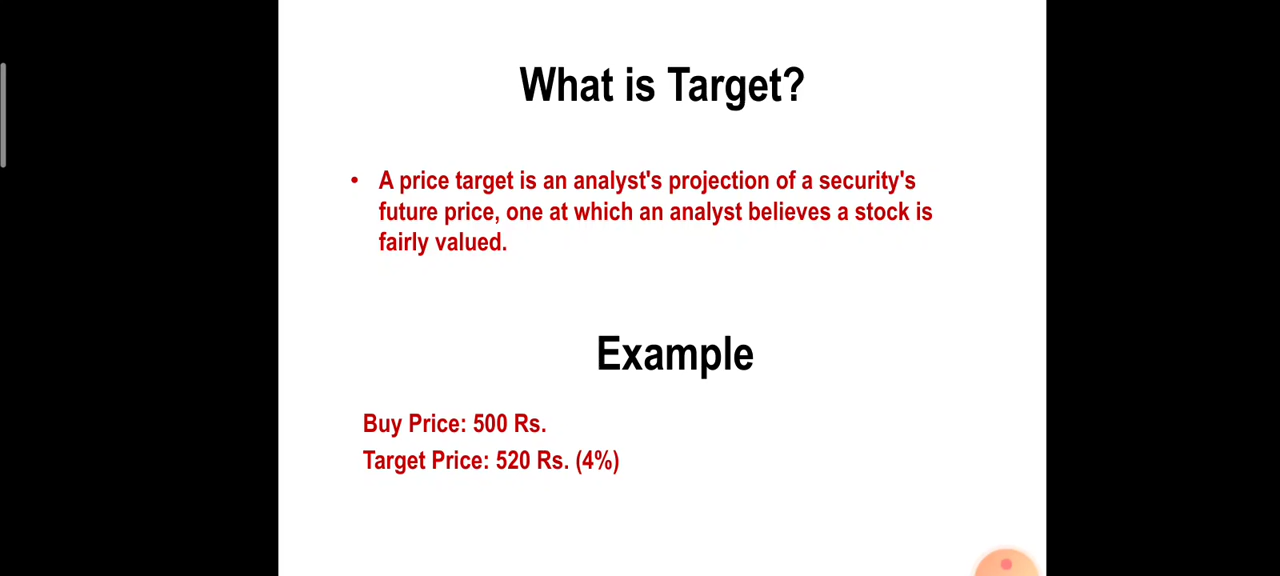 What is Target?
• A price target is an analyst's projection of a security's
future price, one at which an analyst believes a stock is
fairly valued.
Example
Buy Price: 500 Rs.
Target Price: 520 Rs. (4%)